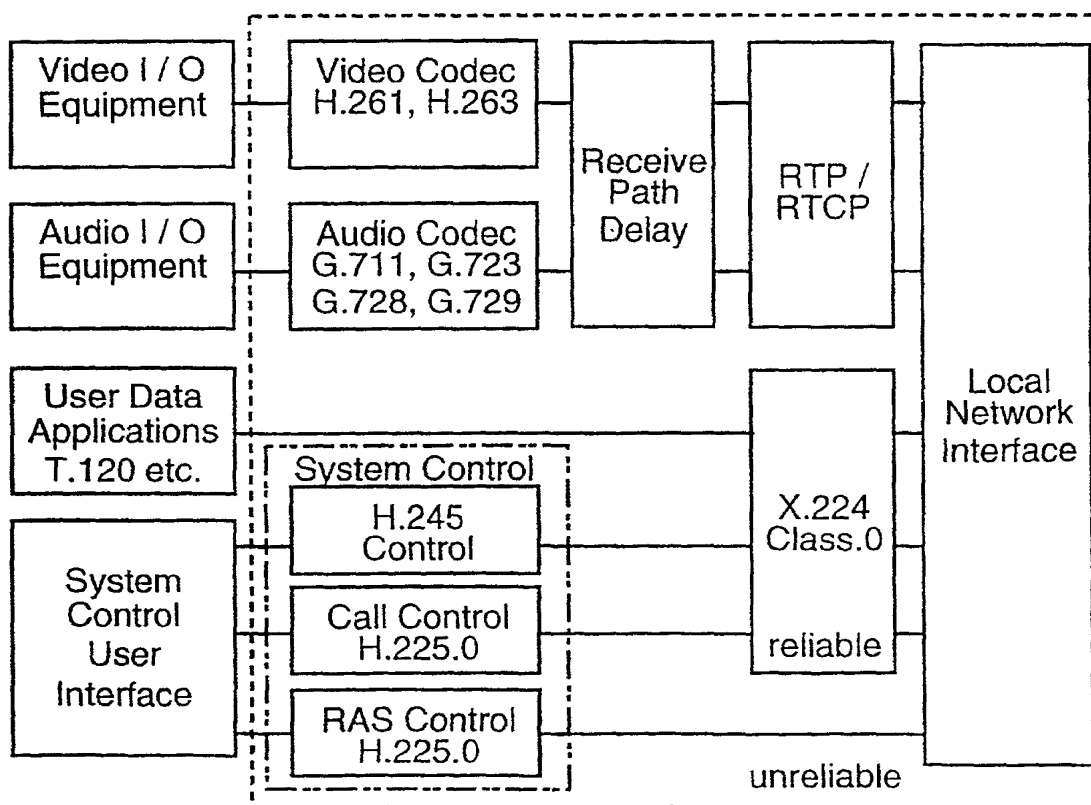 Video I / O
Equipment
Video Codec
H.261, H.263
Receive
Path
Delay
RTP /
RTCP
Audio I / O
Equipment
Audio Codec
G.711, G.723
G.728, G.729
User Data
Applications
T.120 etc.
System Control
H.245
Control
X.224
Class.0
reliable
Local
Network
Interface
System
Control
User
Interface
Call Control
H.225.0
RAS Control
H.225.0
unreliable